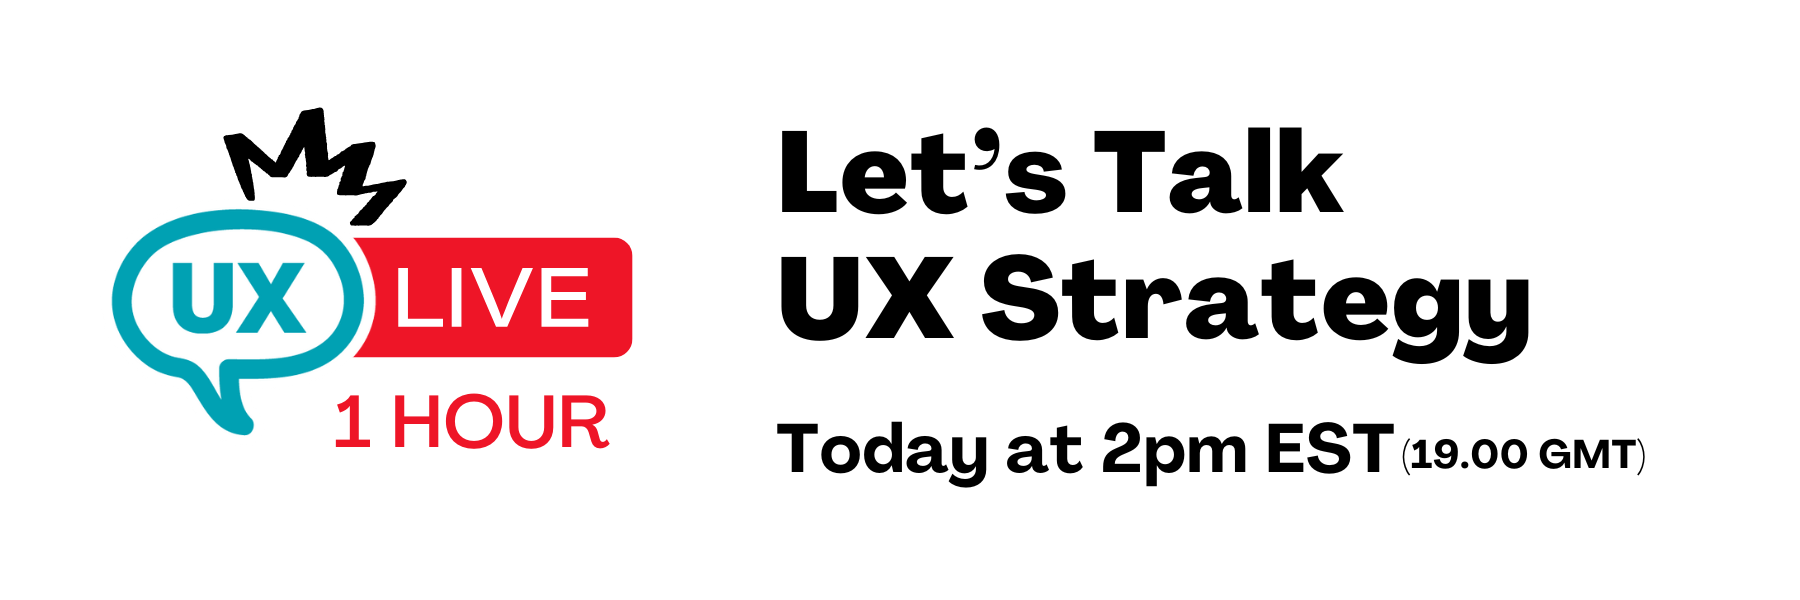 UX LIVE
1 HOUR
Let’s Talk
UX Strategy
Today at 2pm EST (19.00 GMT)